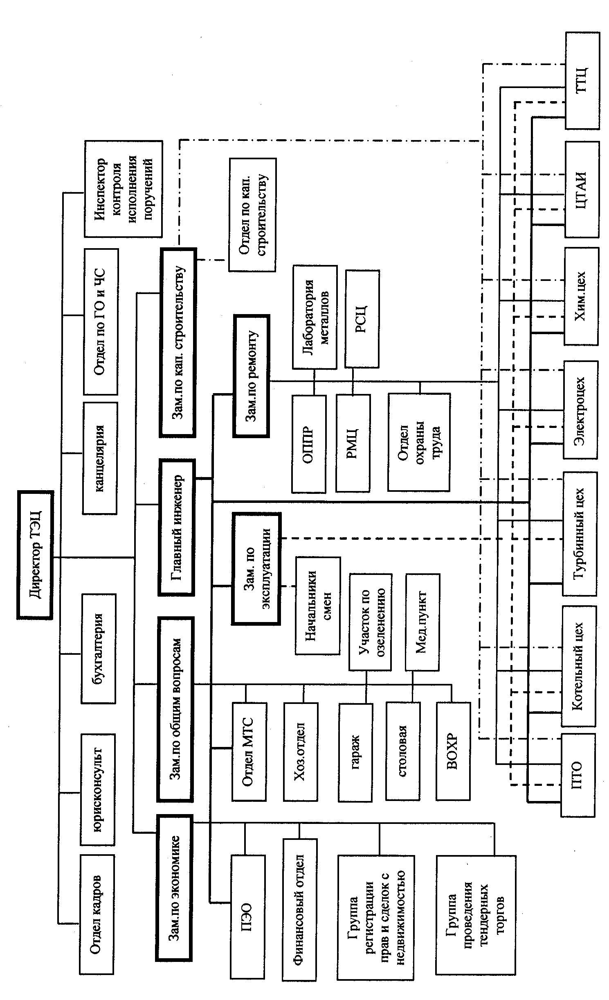 Директор ТЭЦ
Отдел кадров
юрисконсульт
бухгалтерия
канцелярия
Отдел по ГО и ЧС
Инспектор
контроля
исполнения
поручений
Зам.по экономике
Зам.по общим вопросам
Главный инженер
Зам.по кап. строительству
ПЭО
Отдел МТС
Зам. по
эксплуатации
Зам.по ремонту
Отдел по кап.
строительству
Финансовый отдел
Хоз.отдел
Начальники
смен
ОППР
Лаборатория
металлов
Группа
регистрации
прав и сделок с
недвижимостью
гараж
Участок по
озеленению
РМЦ
РСЦ
столовая
Мед.пункт
Отдел
охраны
труда
Группа
проведения
тендерных
торгов
ВОХР
ПТО
Котельный цех
Турбинный цех
Электроцех
Хим.цех
ЦТАИ
ТТЦ